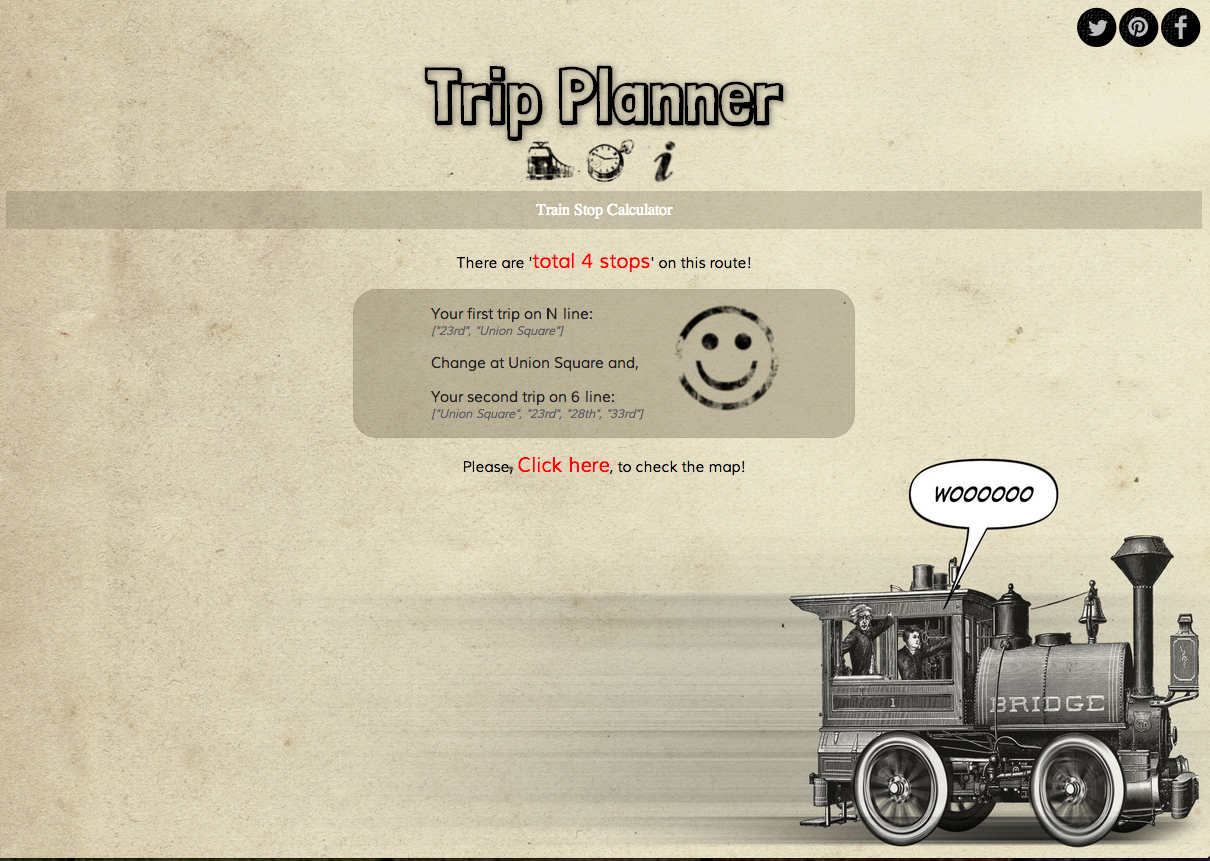 Trip Planner
Train Stop Calculator
There are 'total 4 stops' on this route!
Your first trip on N line:
["23rd", "Union Square"]
Change at Union Square and,
Your second trip on 6 line:
["Union Square", "23rd", "28th", "33rd"]
Please, Click here, to check the map!
WOOOOOO
1
BRIDGE